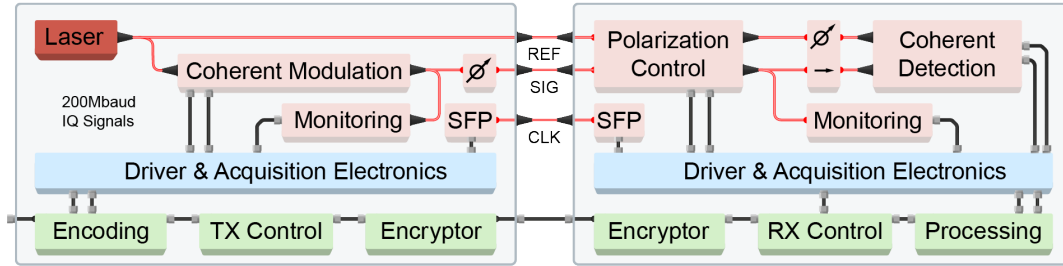 Laser
Coherent Modulation
200Mbaud
IQ Signals
Monitoring
SFP
Driver & Acquisition Electronics
Encoding
TX Control
Encryptor
REF
SIG
CLK
Polarization
Control
Coherent
Detection
SFP
Monitoring
Driver & Acquisition Electronics
Encryptor
RX Control
Processing